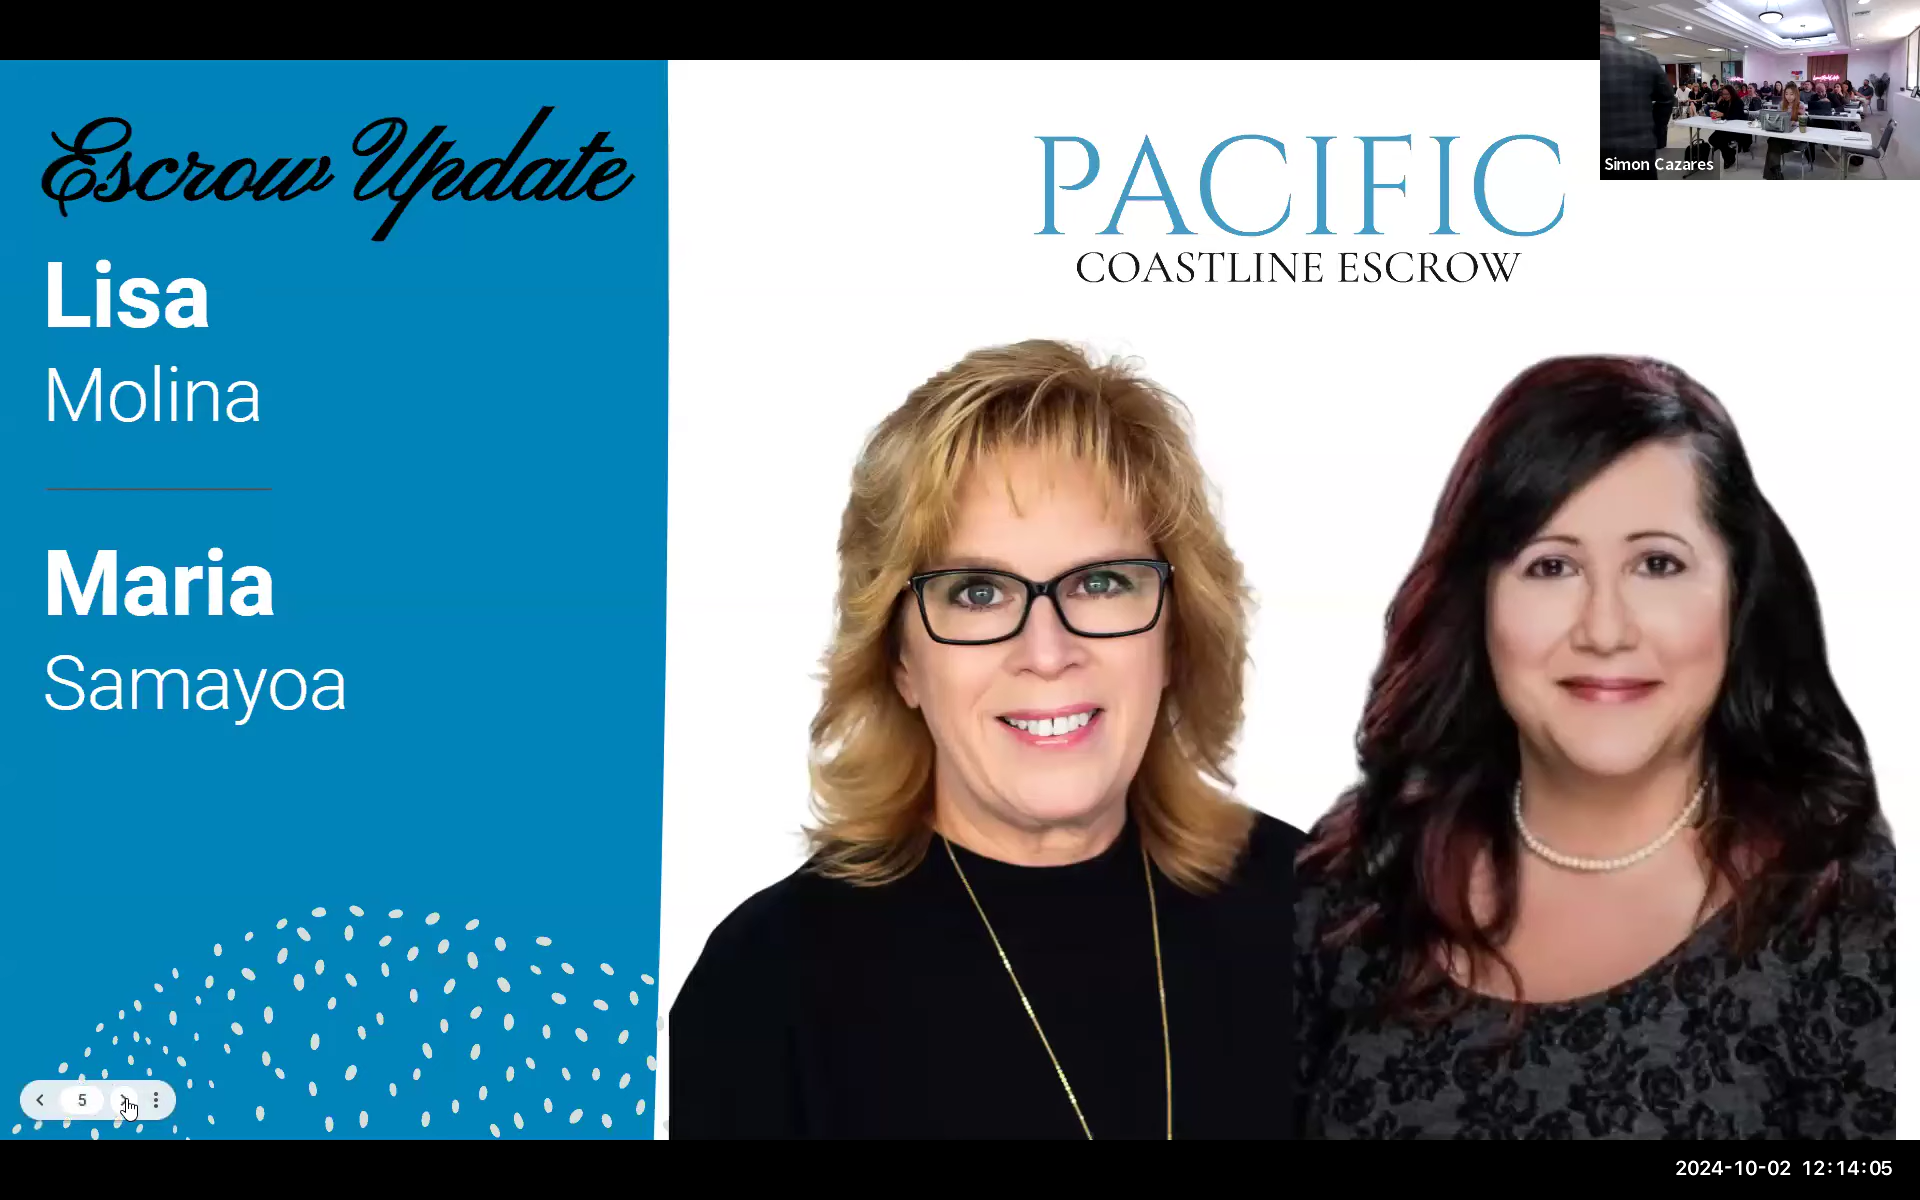 Escrow Update
Lisa
Molina
Maria
Samayoa
PACIFIC
COASTLINE ESCROW
Simon Cazares
5
2024-10-02 12:14:05